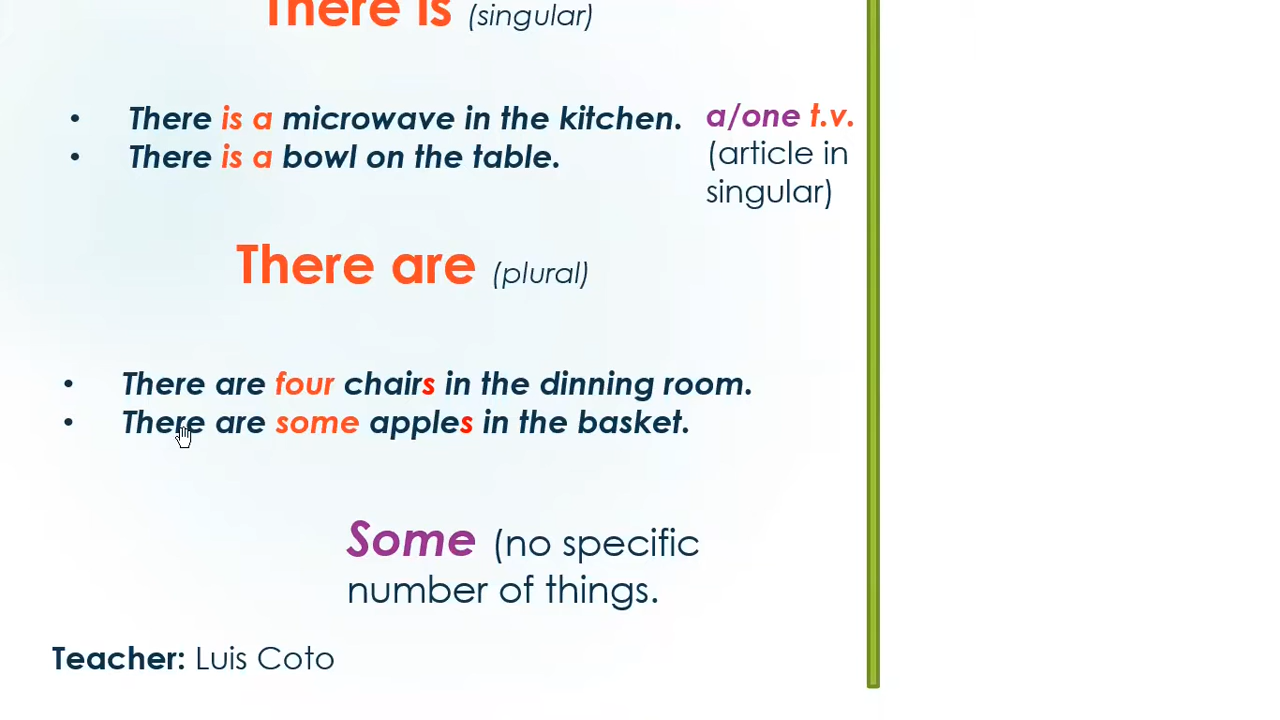 There is (singular)
• There is a microwave in the kitchen.
• There is a bowl on the table.
a/one t.v.
(article in
singular)
There are (plural)
• There are four chairs in the dinning room.
• There are some apples in the basket.
Some (no specific
number of things.
Teacher: Luis Coto